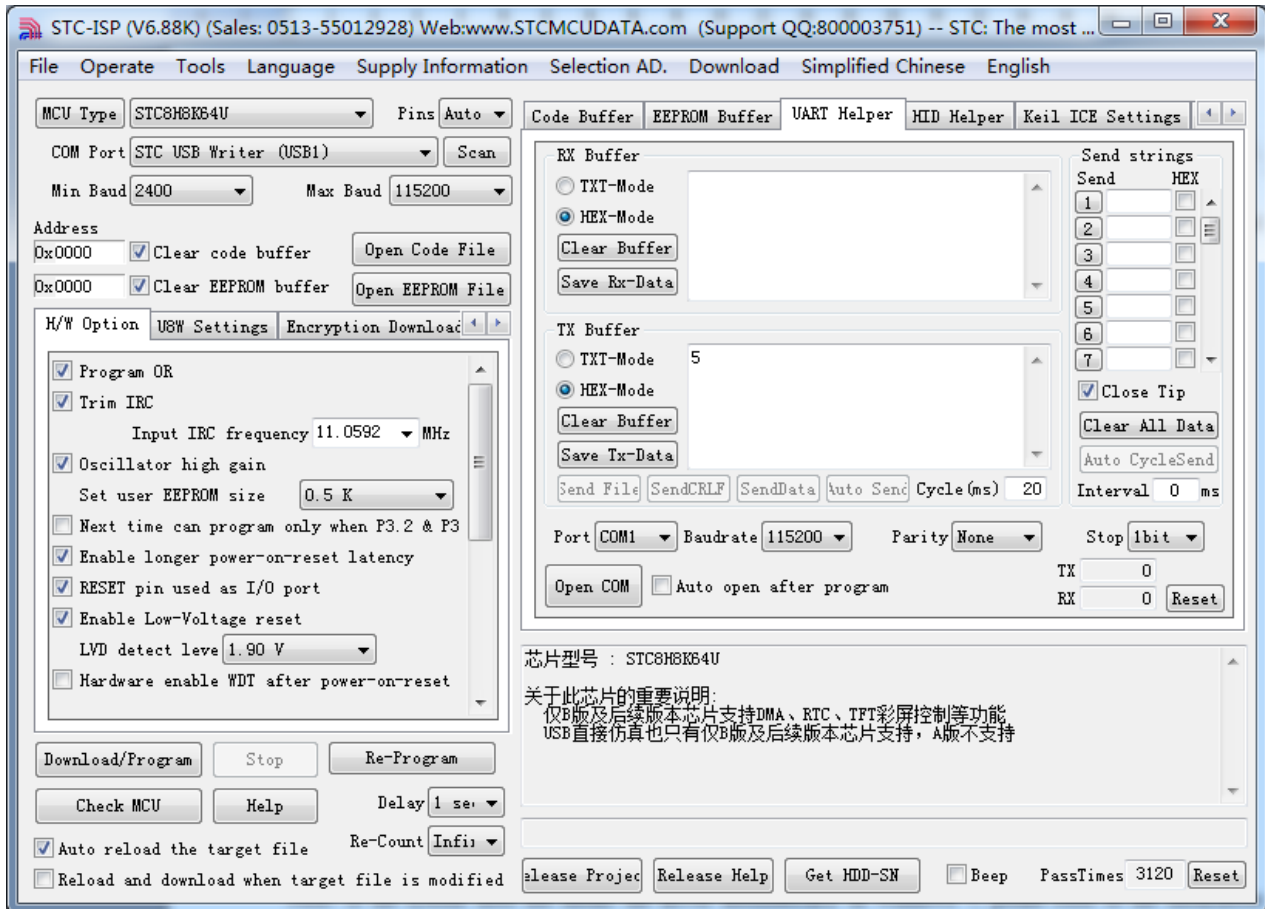 STC-ISP (V6.88K) (Sales: 0513-55012928) Web:www.STCMCUDATA.com (Support QQ:800003751) -- STC: The most ...
File Operate Tools Language Supply Information Selection AD. Download Simplified Chinese English
MCU Type STC8H8K64U Pins Auto
COM Port STC USB Writer (USB1) Scan
Min Baud 2400 Max Baud 115200
Address
0x0000 Clear code buffer Open Code File
0x0000 Clear EEPROM buffer Open EEPROM File
H/W Option U8W Settings Encryption Download
Program OR
Trim IRC
Input IRC frequency 11.0592 MHz
Oscillator high gain
Set user EEPROM size 0.5 K
Next time can program only when P3.2 & P3
Enable longer power-on-reset latency
RESET pin used as I/O port
Enable Low-Voltage reset
LVD detect leve 1.90 V
Hardware enable WDT after power-on-reset
Download/Program Stop Re-Program
Check MCU Help Delay 1 se
Auto reload the target file Re-Count Infi
Reload and download when target file is modified
Code Buffer EEPROM Buffer UART Helper HID Helper Keil ICE Settings
RX Buffer
TXT-Mode
HEX-Mode
Clear Buffer
Save Rx-Data
TX Buffer
TXT-Mode 5
HEX-Mode
Clear Buffer
Save Tx-Data
Send File SendCRLF SendData Auto Send Cycle(ms) 20
Send strings
Send HEX
1
2
3
4
5
6
7
Close Tip
Clear All Data
Auto CycleSend
Interval 0 ms
Port COM1 Baudrate 115200 Parity None Stop 1bit
Open COM Auto open after program
TX 0
RX 0 Reset
芯片型号 : STC8H8K64U
关于此芯片的重要说明:
仅B版及后续版本芯片支持DMA、RTC、TFT彩屏控制等功能
USB直接仿真也只有仅B版及后续版本芯片支持，A版不支持
elease Projec Release Help Get HDD-SN Beep PassTimes 3120 Reset